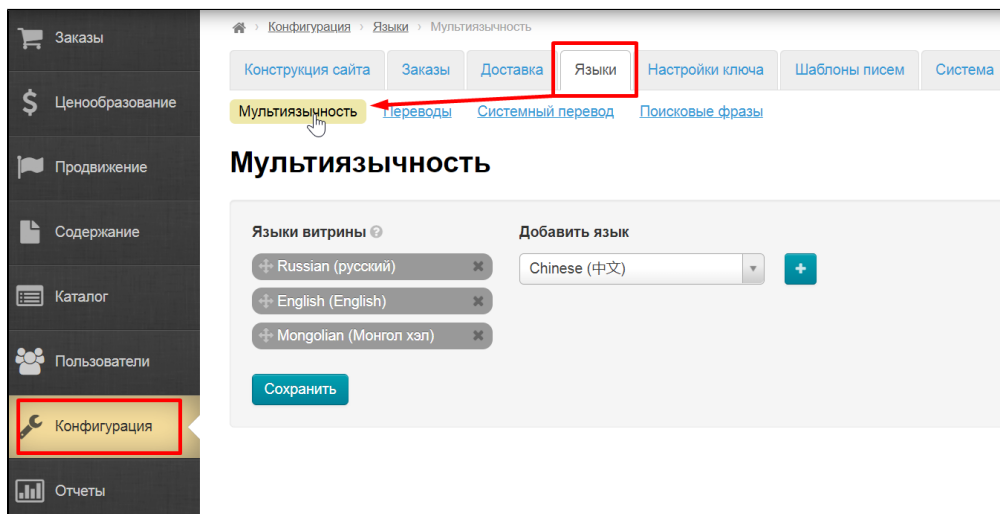 Заказы
Ценообразование
Продвижение
Содержание
Каталог
Пользователи
Конфигурация
Отчеты
Конфигурация › Языки › Мультиязычность
Конструкция сайта Заказы Доставка Языки Настройки ключа Шаблоны писем Система
Мультиязычность Переводы Системный перевод Поисковые фразы
Мультиязычность
Языки витрины Добавить язык
Russian (русский) Chinese (中文)
English (English)
Mongolian (Монгол хэл)
Сохранить